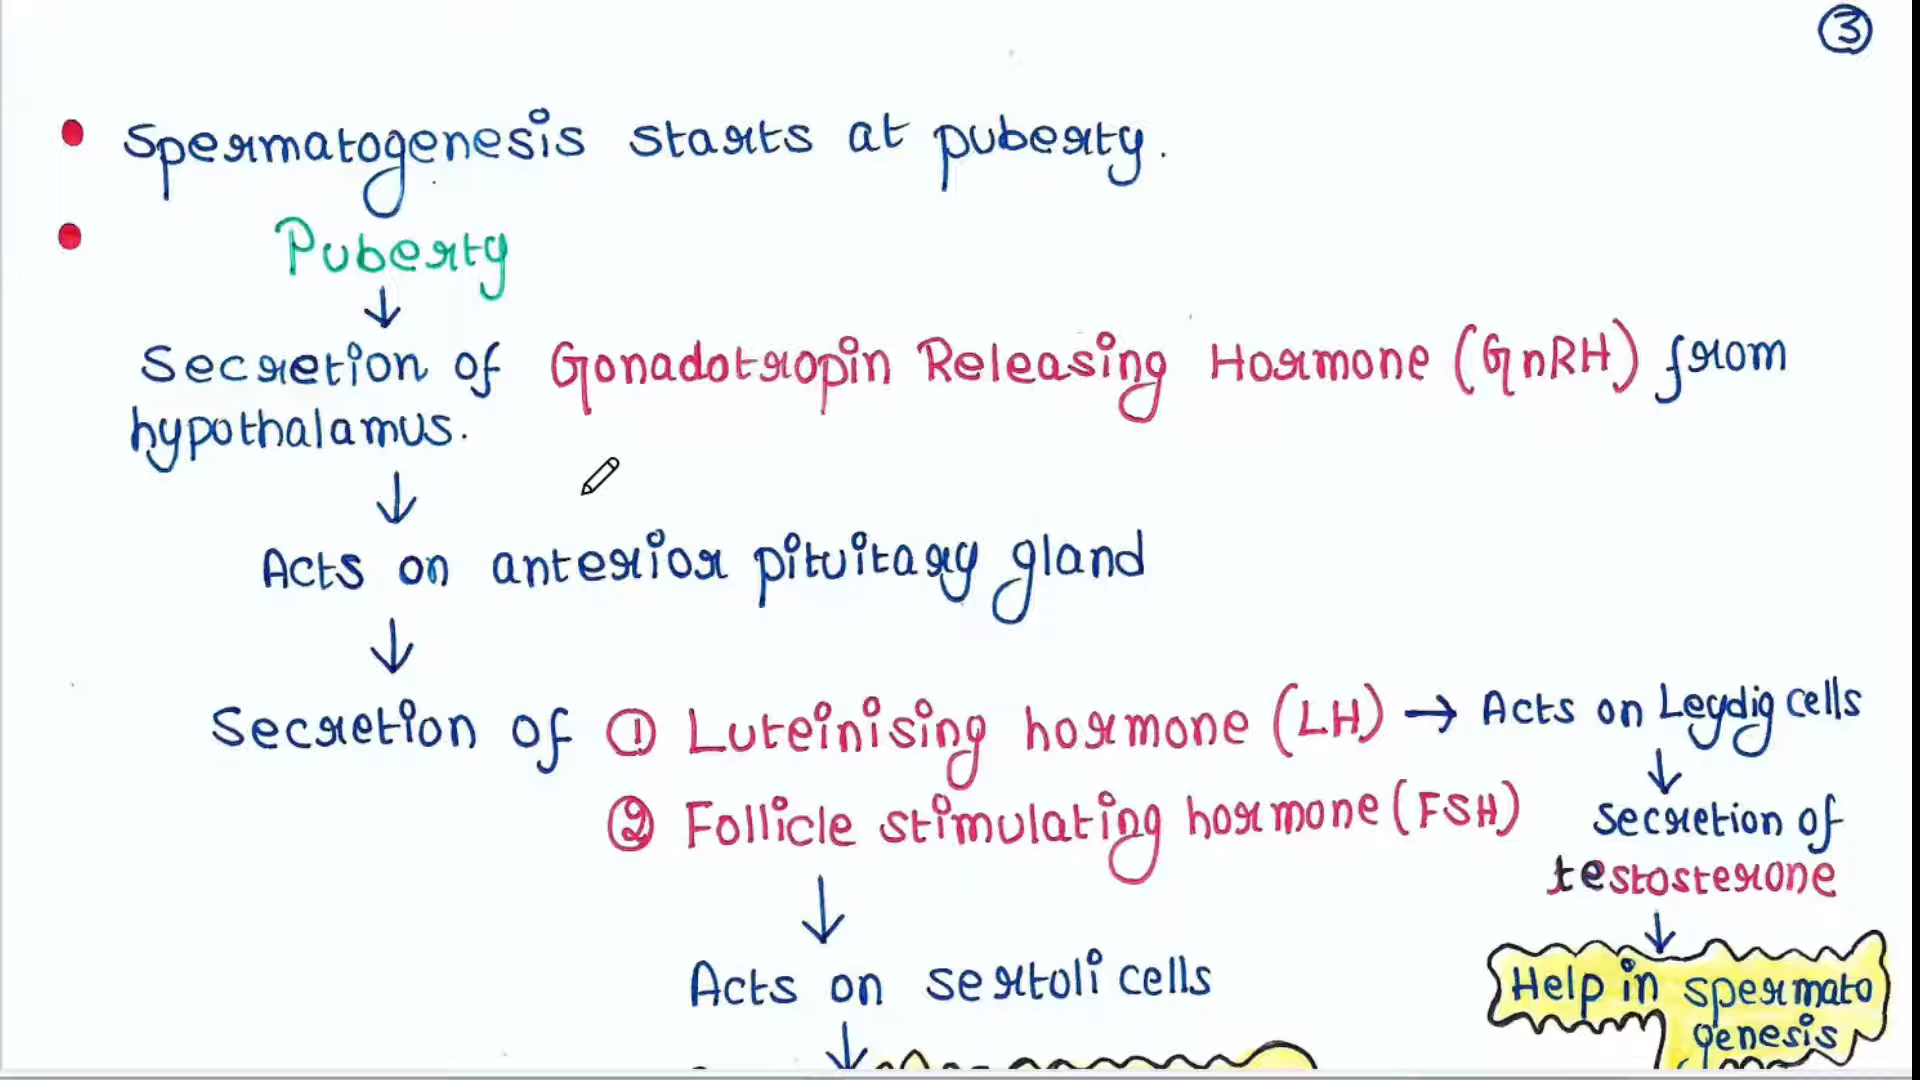 ③
• Spermatogenesis starts at puberty.
• Puberty
↓
Secretion of Gonadotropin Releasing Hormone (GnRH) from
hypothalamus.
↓
Acts on anterior pituitary gland
↓
Secretion of ① Luteinising hormone (LH) → Acts on Leydig cells
↓
② Follicle stimulating hormone (FSH)
secretion of
testosterone
↓
↓
Acts on sertoli cells
Help in spermato
genesis
↓